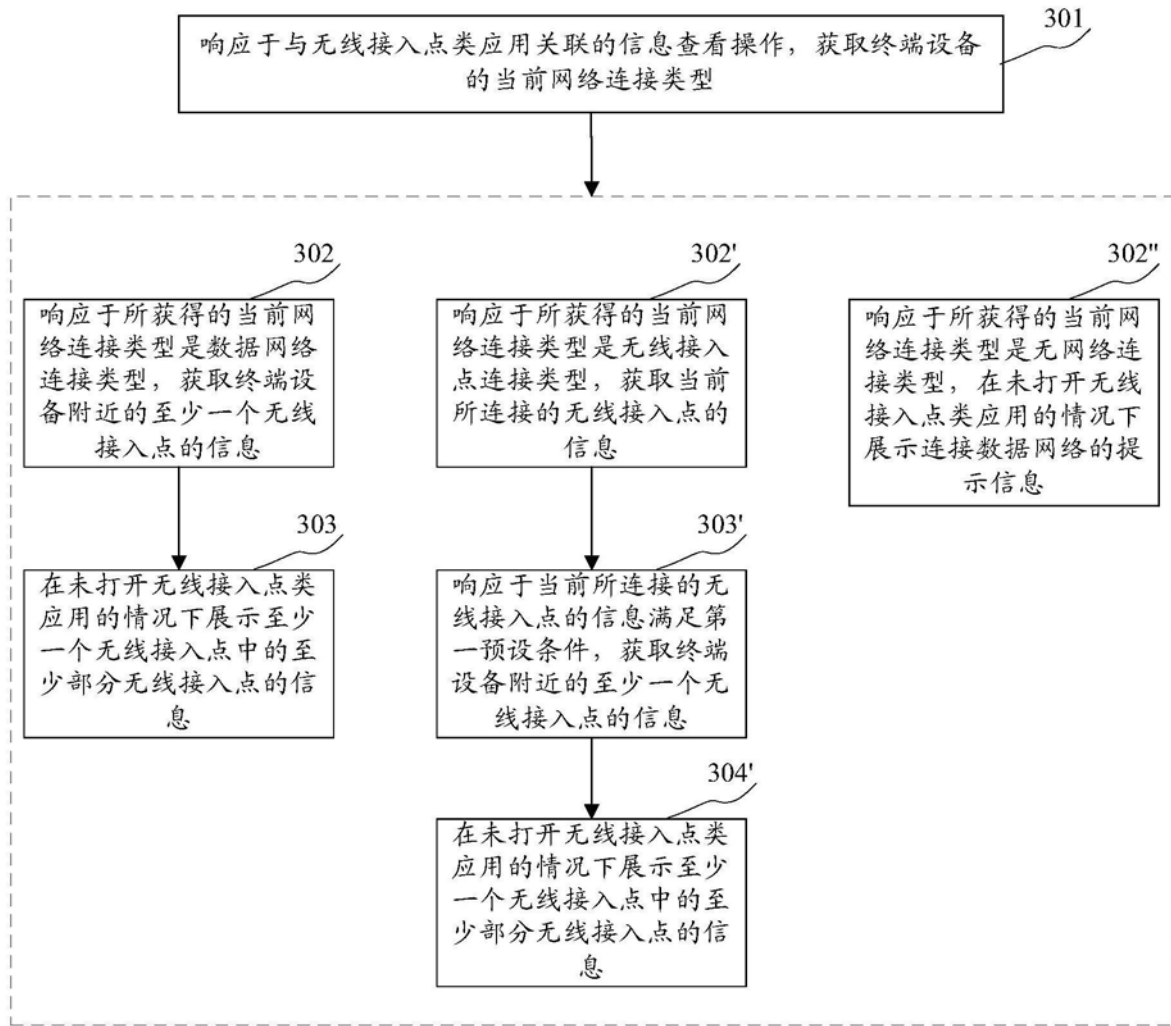 301
响应于与无线接入点类应用关联的信息查看操作，获取终端设备
的当前网络连接类型
302
响应于所获得的当前网
络连接类型是数据网络
连接类型，获取终端设
备附近的至少一个无线
接入点的信息
303
在未打开无线接入点类
应用的情况下展示至少
一个无线接入点中的至
少部分无线接入点的信
息
302'
响应于所获得的当前网
络连接类型是无线接入
点连接类型，获取当前
所连接的无线接入点的
信息
303'
响应于当前所连接的无
线接入点的信息满足第
一预设条件，获取终端
设备附近的至少一个无
线接入点的信息
304'
在未打开无线接入点类
应用的情况下展示至少
一个无线接入点中的至
少部分无线接入点的信
息
302"
响应于所获得的当前网
络连接类型是无网络连
接类型，在未打开无线
接入点类应用的情况下
展示连接数据网络的提
示信息